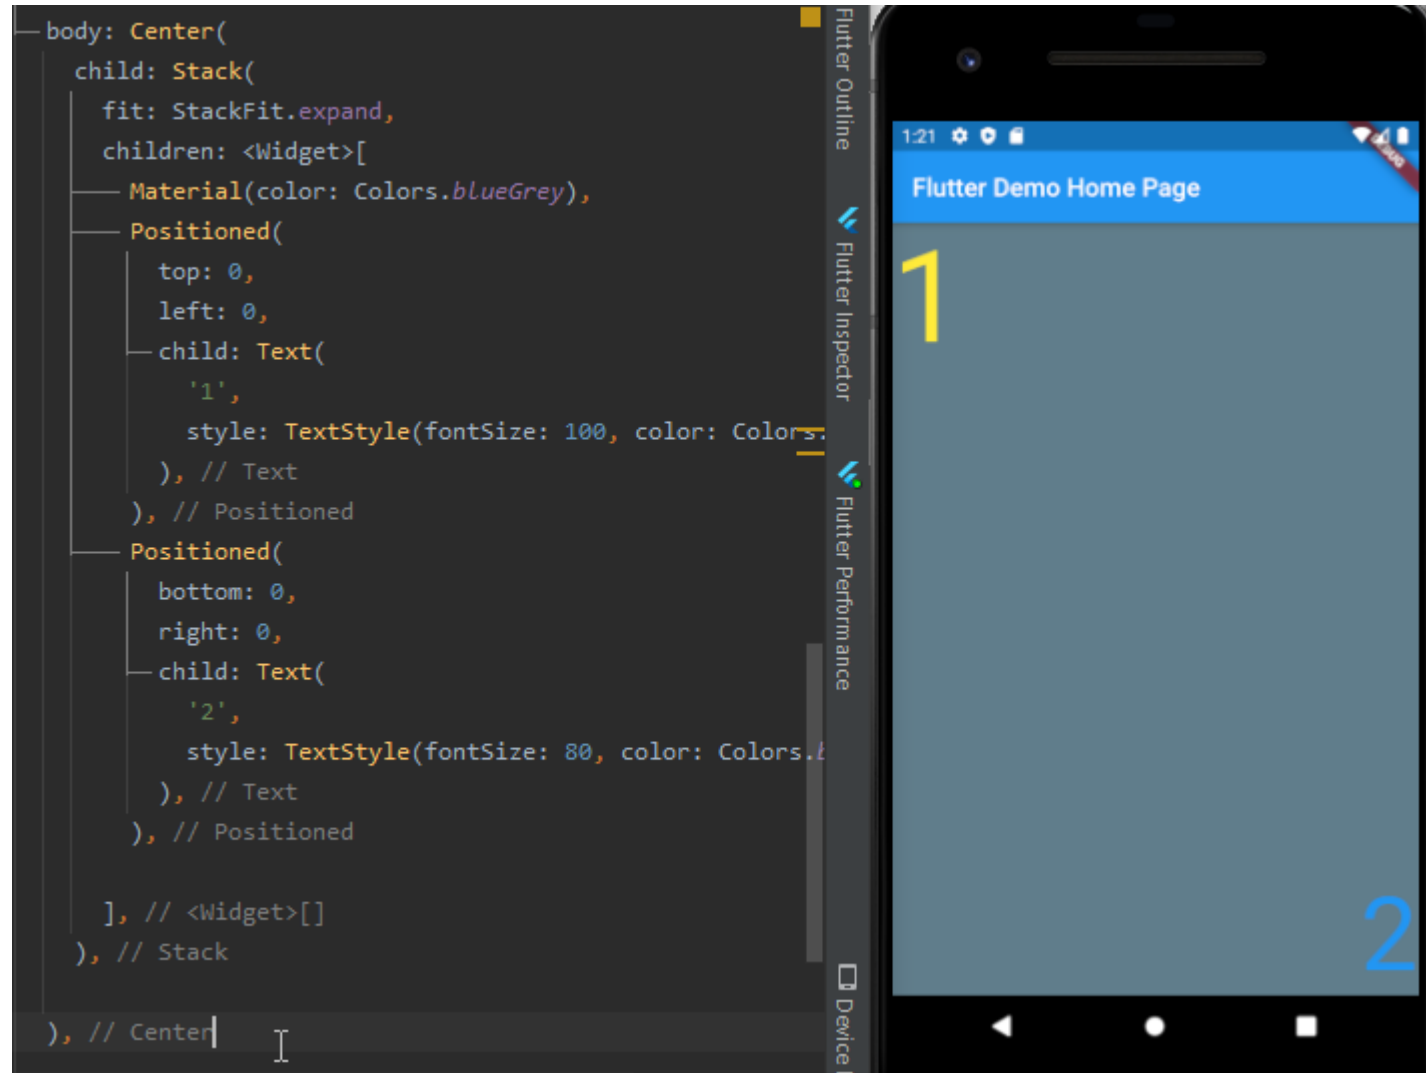 body: Center(
child: Stack(
fit: StackFit.expand,
children: <Widget>[
Material(color: Colors.blueGrey),
Positioned(
top: 0,
left: 0,
child: Text(
'1',
style: TextStyle(fontSize: 100, color: Colors.
), // Text
), // Positioned
Positioned(
bottom: 0,
right: 0,
child: Text(
'2',
style: TextStyle(fontSize: 80, color: Colors.b
), // Text
), // Positioned
], // <Widget>[]
), // Stack
), // Center
Flutter Outline
Flutter Inspector
Flutter Performance
Device
1:21
Flutter Demo Home Page
1
2